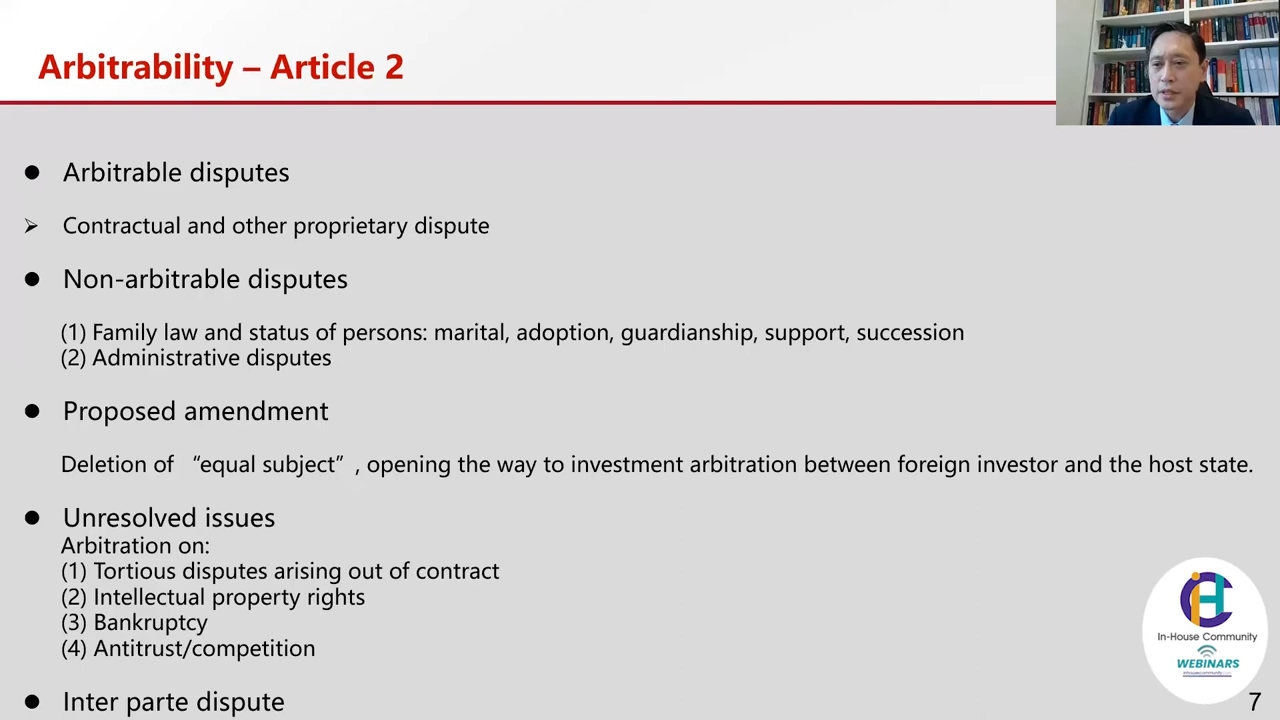 Arbitrability – Article 2
● Arbitrable disputes
➢ Contractual and other proprietary dispute
● Non-arbitrable disputes
(1) Family law and status of persons: marital, adoption, guardianship, support, succession
(2) Administrative disputes
● Proposed amendment
Deletion of “equal subject”, opening the way to investment arbitration between foreign investor and the host state.
● Unresolved issues
Arbitration on:
(1) Tortious disputes arising out of contract
(2) Intellectual property rights
(3) Bankruptcy
(4) Antitrust/competition
● Inter parte dispute
In-House Community
WEBINARS
7